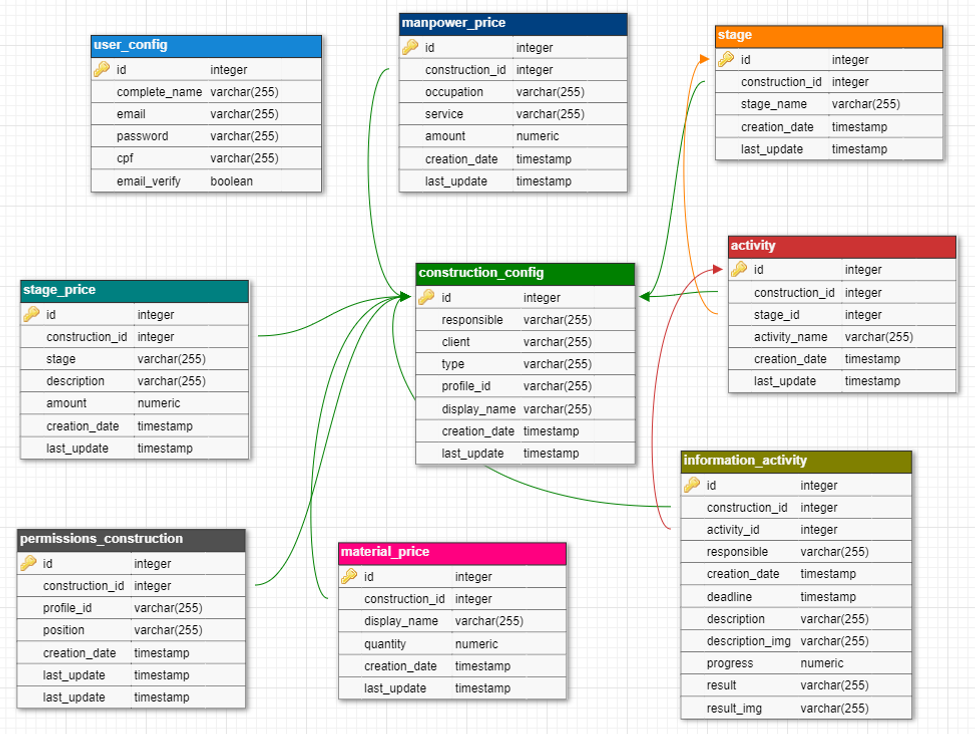 user_config
id integer
complete_name varchar(255)
email varchar(255)
password varchar(255)
cpf varchar(255)
email_verify boolean
manpower_price
id integer
construction_id integer
occupation varchar(255)
service varchar(255)
amount numeric
creation_date timestamp
last_update timestamp
stage
id integer
construction_id integer
stage_name varchar(255)
creation_date timestamp
last_update timestamp
stage_price
id integer
construction_id integer
stage varchar(255)
description varchar(255)
amount numeric
creation_date timestamp
last_update timestamp
construction_config
id integer
responsible varchar(255)
client varchar(255)
type varchar(255)
profile_id varchar(255)
display_name varchar(255)
creation_date timestamp
last_update timestamp
activity
id integer
construction_id integer
stage_id integer
activity_name varchar(255)
creation_date timestamp
last_update timestamp
permissions_construction
id integer
construction_id integer
profile_id varchar(255)
position varchar(255)
creation_date timestamp
last_update timestamp
last_update timestamp
material_price
id integer
construction_id integer
display_name varchar(255)
quantity numeric
creation_date timestamp
last_update timestamp
information_activity
id integer
construction_id integer
activity_id integer
responsible varchar(255)
creation_date timestamp
deadline timestamp
description varchar(255)
description_img varchar(255)
progress numeric
result varchar(255)
result_img varchar(255)